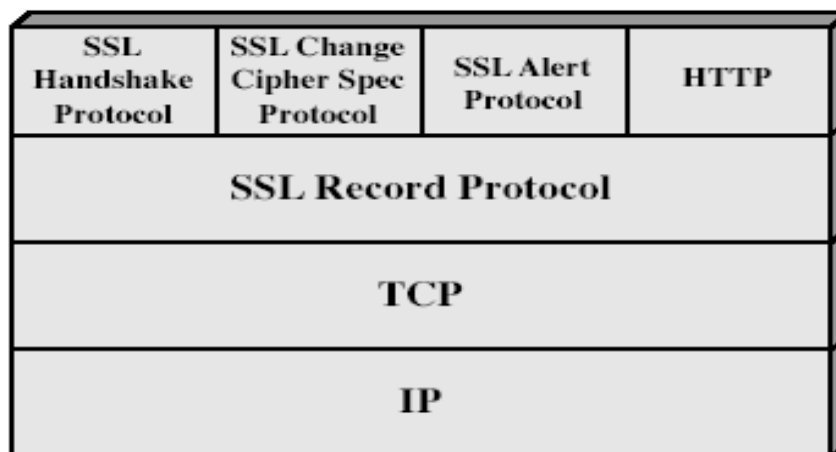 SSL
Handshake
Protocol
SSL Change
Cipher Spec
Protocol
SSL Alert
Protocol
HTTP
SSL Record Protocol
TCP
IP